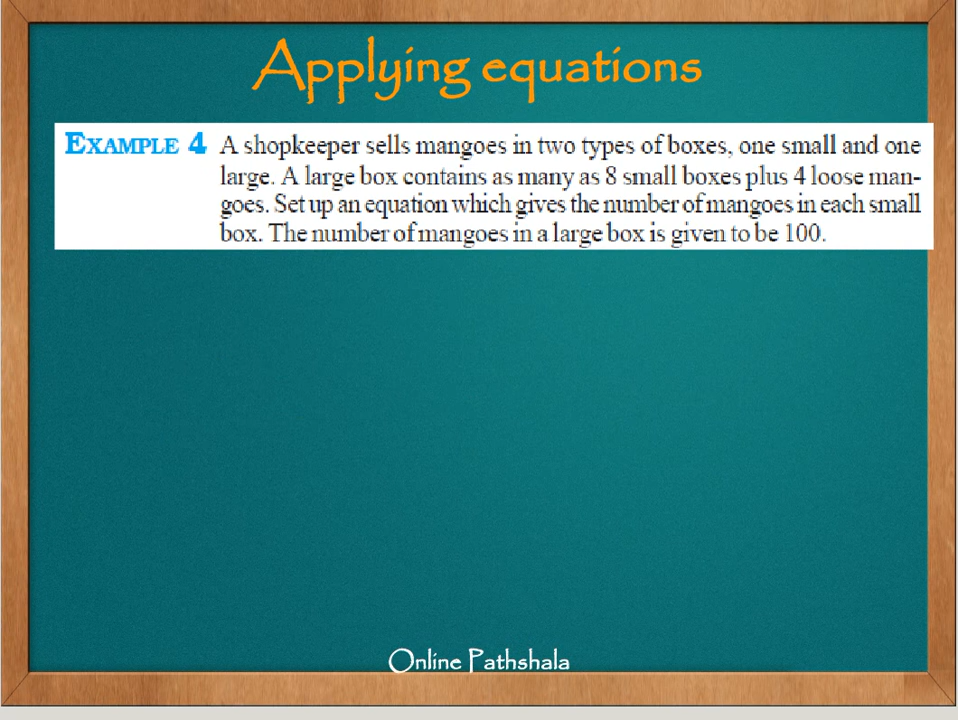 Applying equations
EXAMPLE 4 A shopkeeper sells mangoes in two types of boxes, one small and one
large. A large box contains as many as 8 small boxes plus 4 loose man-
goes. Set up an equation which gives the number of mangoes in each small
box. The number of mangoes in a large box is given to be 100.
Online Pathshala